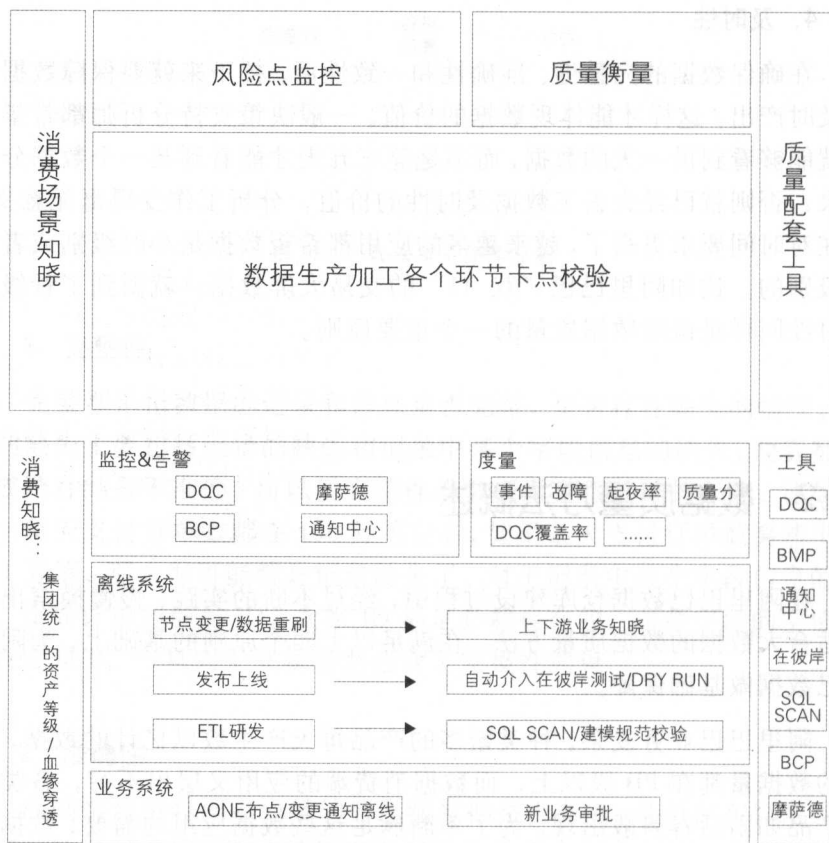 风险点监控
质量衡量
消费场景知晓
数据生产加工各个环节卡点校验
质量配套工具
消费知晓：
集团统一的资产等级/血缘穿透
监控&告警
DQC
摩萨德
BCP
通知中心
度量
事件
故障
起夜率
质量分
DQC覆盖率
……
离线系统
节点变更/数据重刷
上下游业务知晓
发布上线
自动介入在彼岸测试/DRY RUN
ETL研发
SQL SCAN/建模规范校验
业务系统
AONE布点/变更通知离线
新业务审批
工具
DQC
BMP
通知
中心
在彼岸
SQL
SCAN
BCP
摩萨德